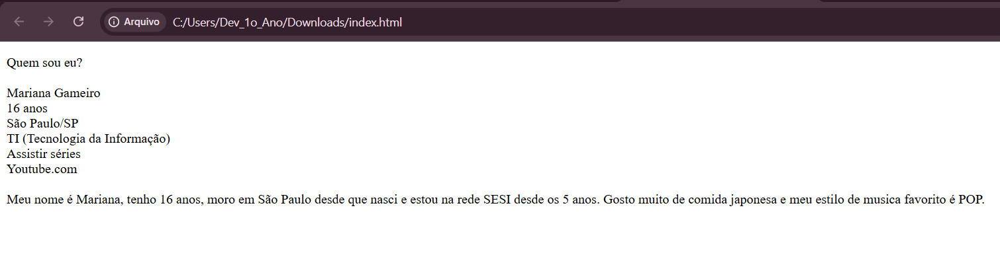 Arquivo C:/Users/Dev_1o_Ano/Downloads/index.html
Quem sou eu?
Mariana Gameiro
16 anos
São Paulo/SP
TI (Tecnologia da Informação)
Assistir séries
Youtube.com
Meu nome é Mariana, tenho 16 anos, moro em São Paulo desde que nasci e estou na rede SESI desde os 5 anos. Gosto muito de comida japonesa e meu estilo de musica favorito é POP.